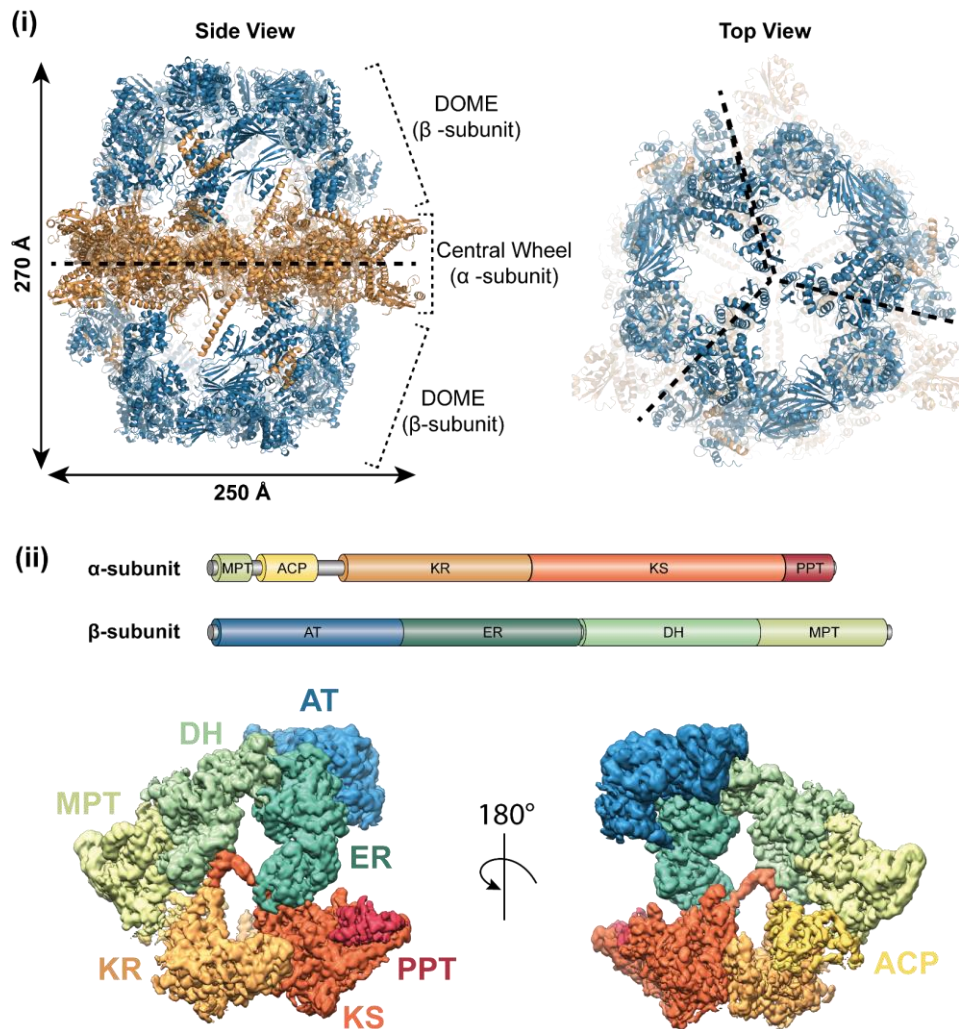 (i)
Side View
Top View
DOME
(β -subunit)
270 Å
Central Wheel
(α -subunit)
DOME
(β-subunit)
250 Å
(ii)
α-subunit
MPT ACP KR KS PPT
β-subunit
AT ER DH MPT
AT
DH
MPT
180°
ER
ACP
KR
PPT
KS